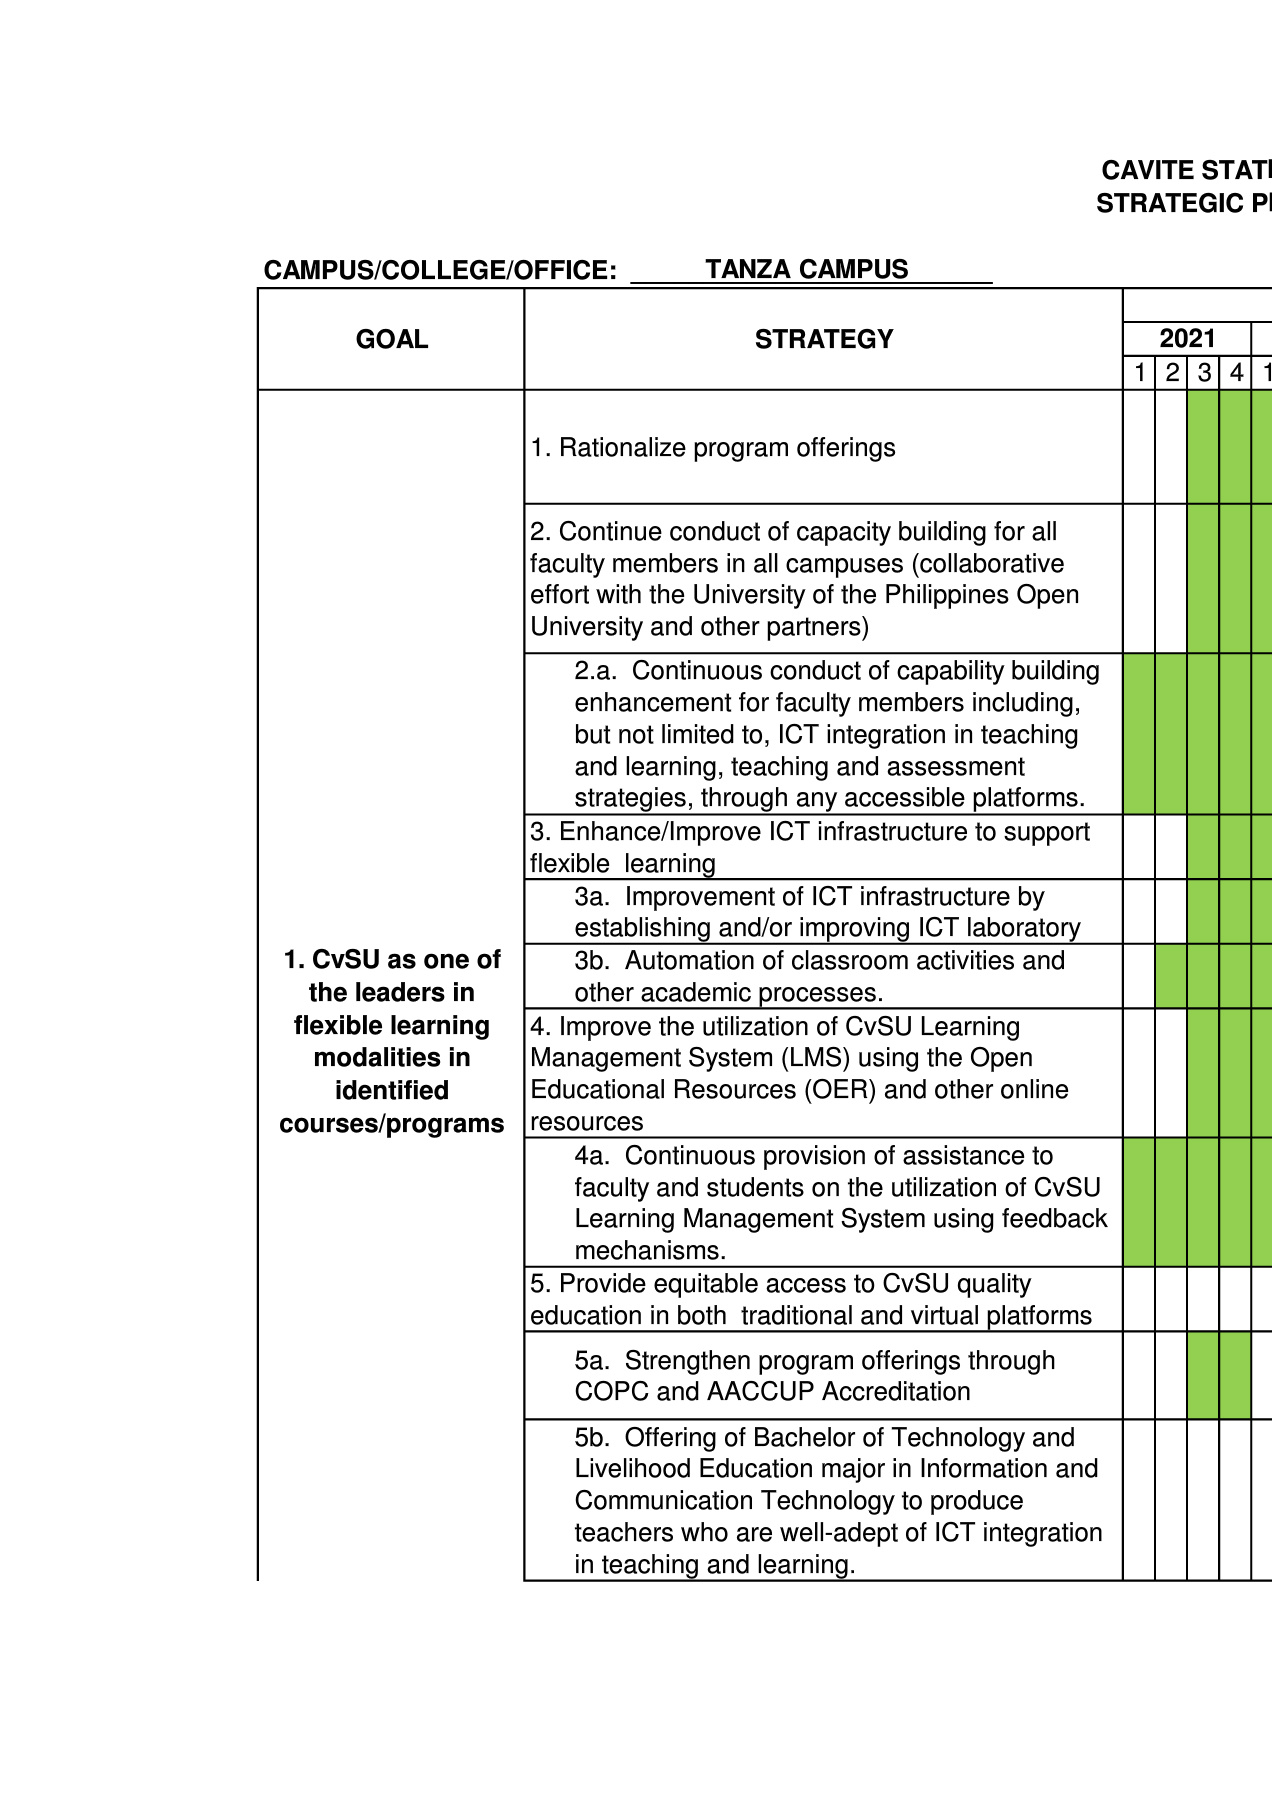 CAVITE STAT
STRATEGIC P
CAMPUS/COLLEGE/OFFICE: TANZA CAMPUS
GOAL
STRATEGY
2021
1 2 3 4 1
1. Rationalize program offerings
2. Continue conduct of capacity building for all
faculty members in all campuses (collaborative
effort with the University of the Philippines Open
University and other partners)
2.a. Continuous conduct of capability building
enhancement for faculty members including,
but not limited to, ICT integration in teaching
and learning, teaching and assessment
strategies, through any accessible platforms.
3. Enhance/Improve ICT infrastructure to support
flexible learning
3a. Improvement of ICT infrastructure by
establishing and/or improving ICT laboratory
3b. Automation of classroom activities and
other academic processes.
1. CvSU as one of
the leaders in
flexible learning
modalities in
identified
courses/programs
4. Improve the utilization of CvSU Learning
Management System (LMS) using the Open
Educational Resources (OER) and other online
resources
4a. Continuous provision of assistance to
faculty and students on the utilization of CvSU
Learning Management System using feedback
mechanisms.
5. Provide equitable access to CvSU quality
education in both traditional and virtual platforms
5a. Strengthen program offerings through
COPC and AACCUP Accreditation
5b. Offering of Bachelor of Technology and
Livelihood Education major in Information and
Communication Technology to produce
teachers who are well-adept of ICT integration
in teaching and learning.